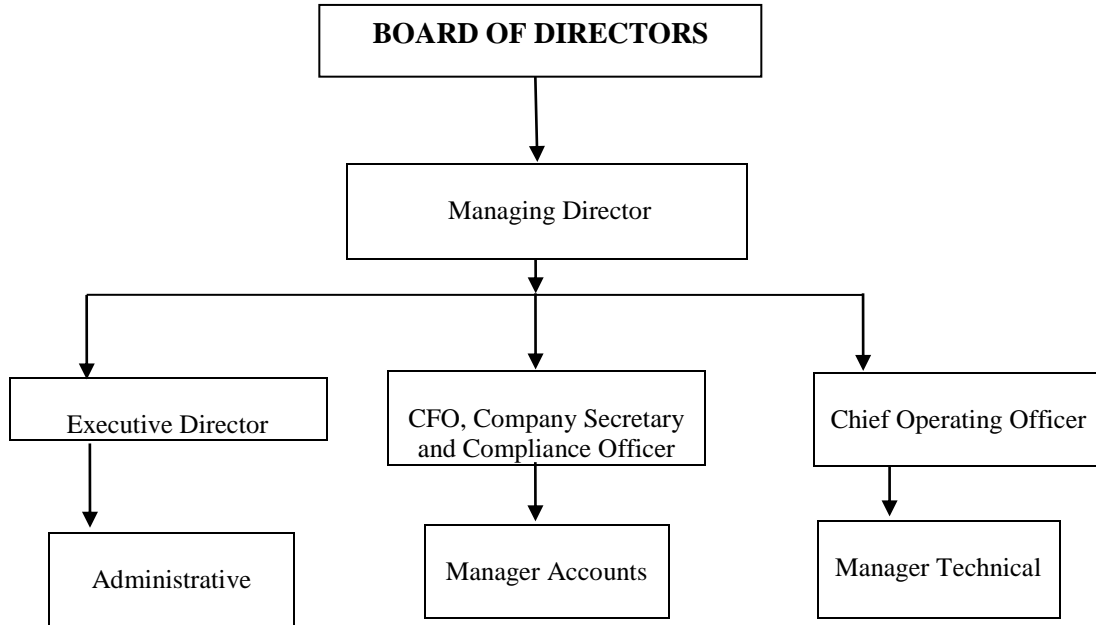 BOARD OF DIRECTORS
Managing Director
Executive Director
CFO, Company Secretary
and Compliance Officer
Chief Operating Officer
Administrative
Manager Accounts
Manager Technical